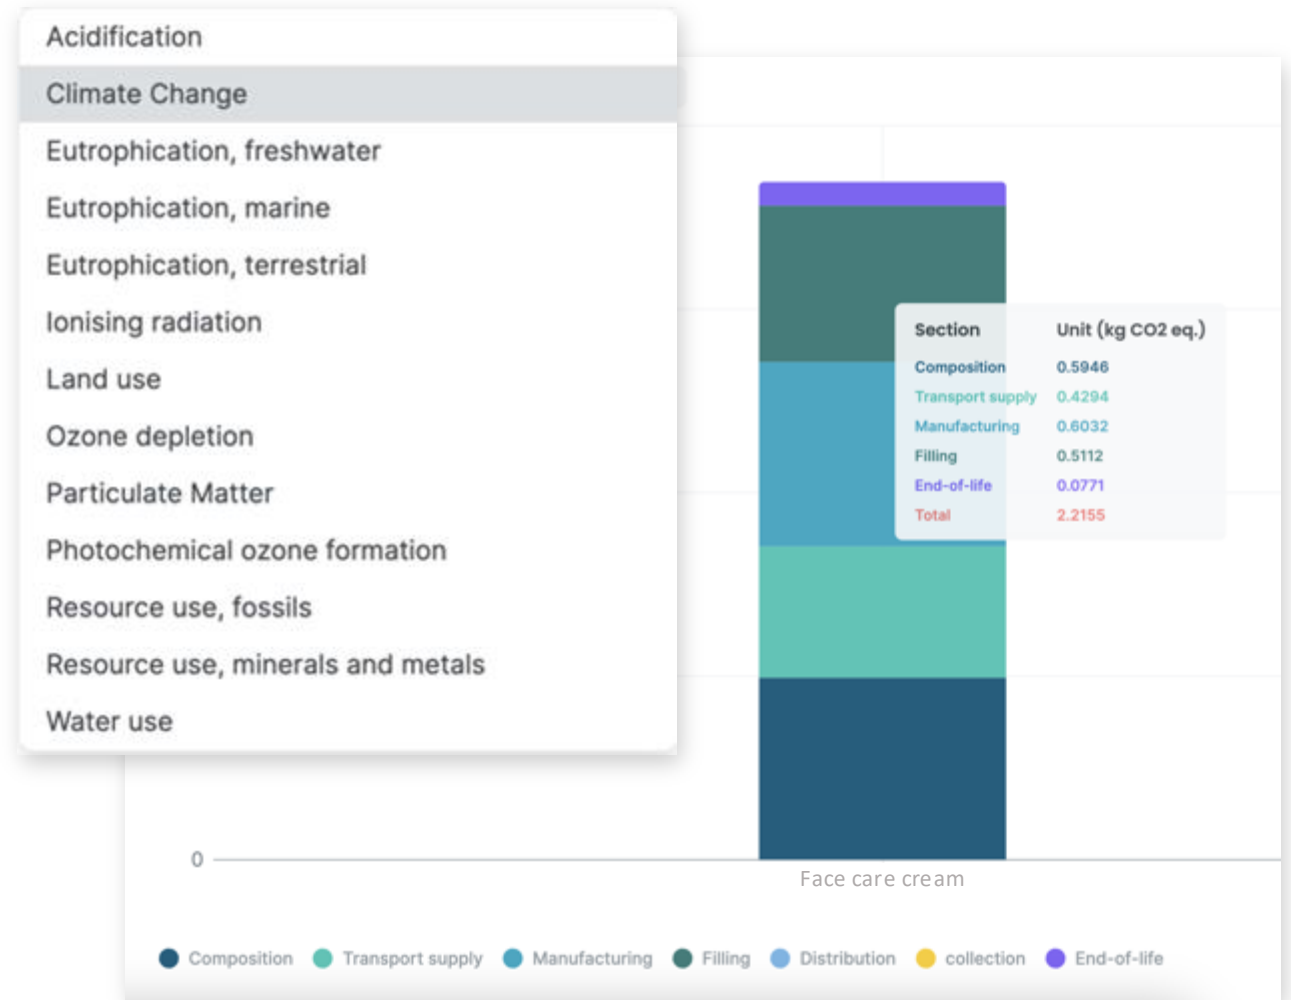 Acidification
Climate Change
Eutrophication, freshwater
Eutrophication, marine
Eutrophication, terrestrial
Ionising radiation
Land use
Ozone depletion
Particulate Matter
Photochemical ozone formation
Resource use, fossils
Resource use, minerals and metals
Water use
Section Unit (kg CO2 eq.)
Composition 0.5946
Transport supply 0.4294
Manufacturing 0.6032
Filling 0.5112
End-of-life 0.0771
Total 2.2155
0
Face care cream
Composition Transport supply Manufacturing Filling Distribution collection End-of-life